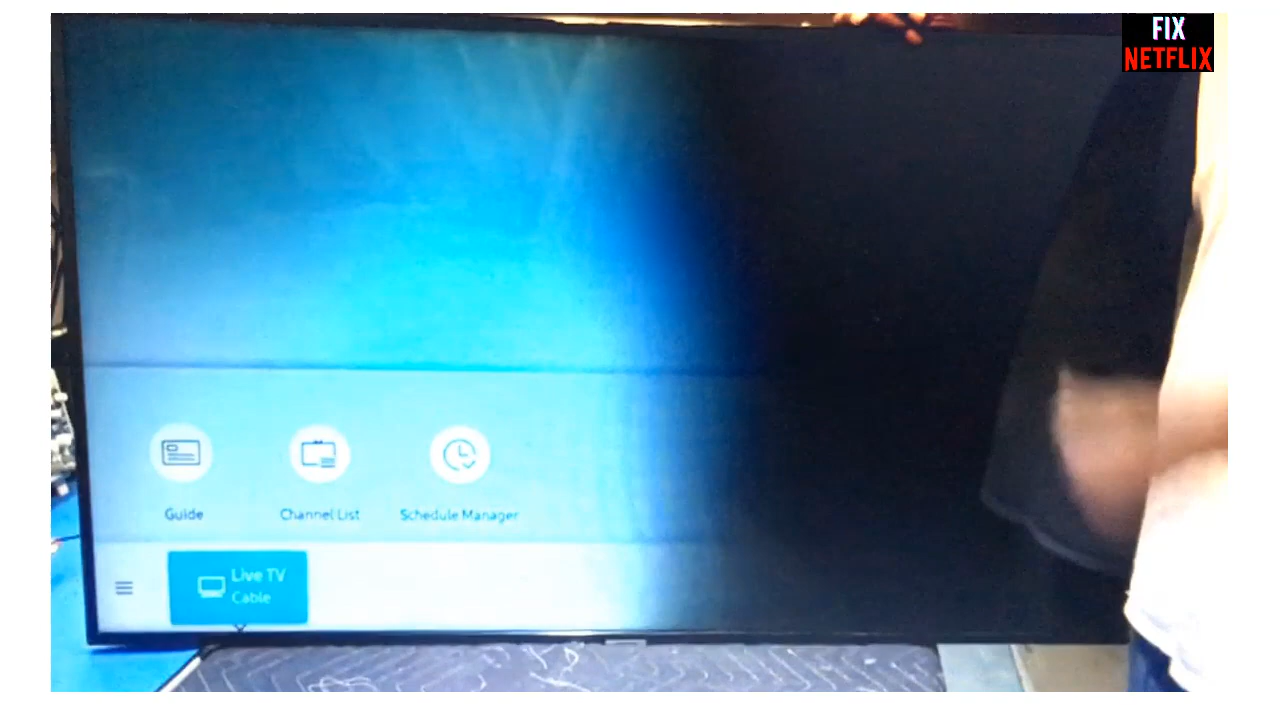 FIX
NETFLIX
Guide
Channel List
Schedule Manager
Live TV
Cable